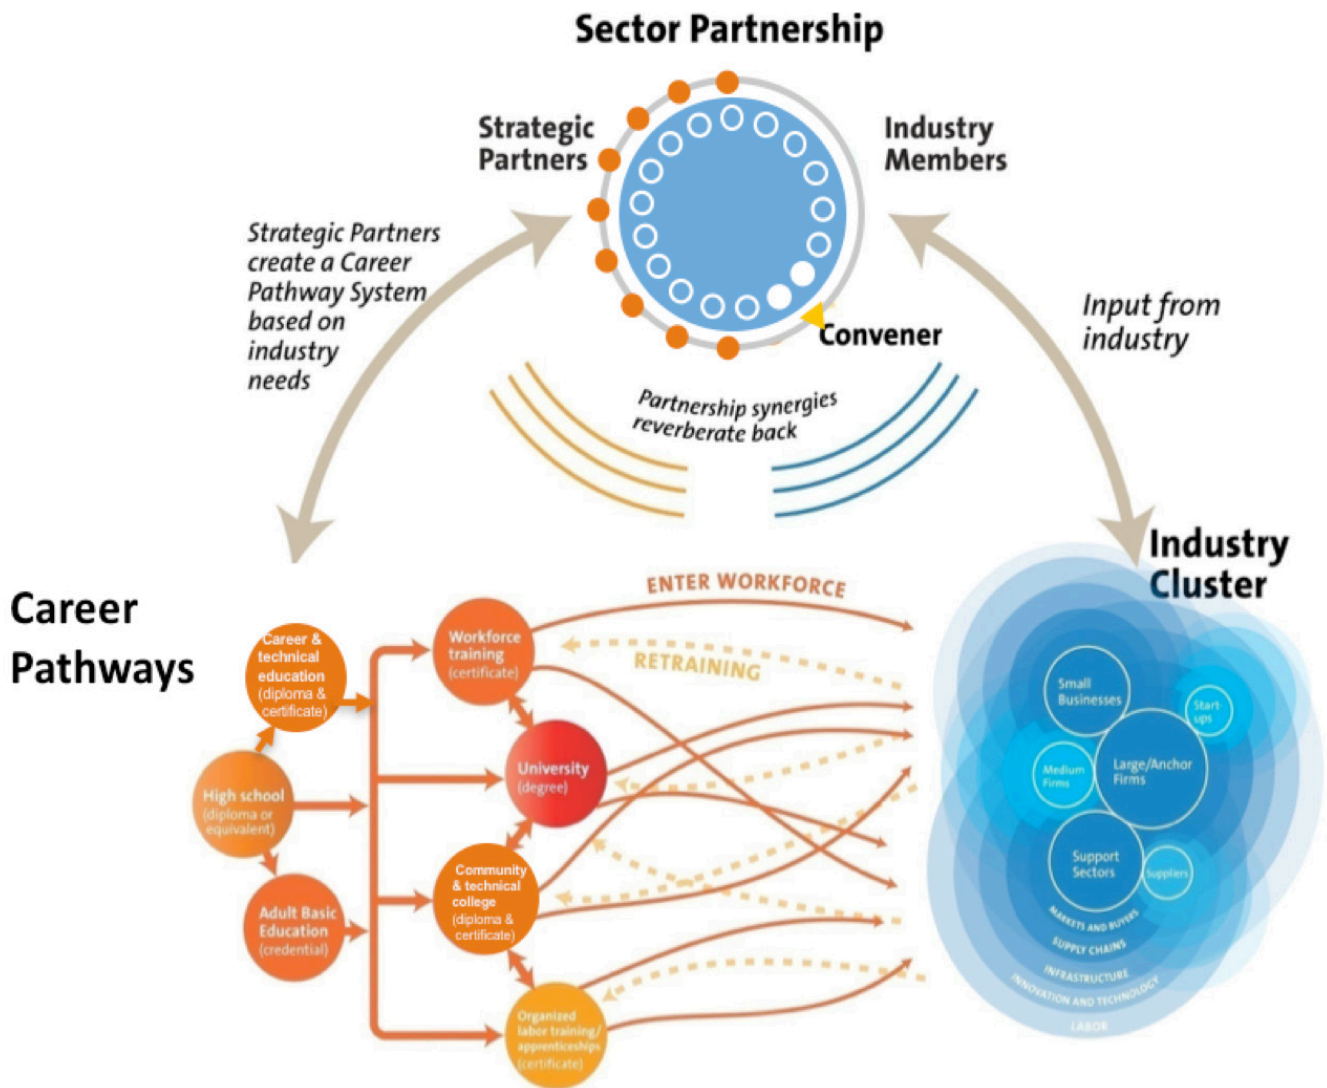 Sector Partnership
Strategic
Partners
Industry
Members
Strategic Partners
create a Career
Pathway System
based on
industry
needs
Input from
industry
Convener
Partnership synergies
reverberate back
Industry
Cluster
Career
Pathways
ENTER WORKFORCE
RETRAINING
Career &
technical
education
(diploma &
certificate)
High school
(diploma or
equivalent)
Adult Basic
Education
(credential)
Workforce
training
(certificate)
University
(degree)
Community
& technical
college
(diploma &
certificate)
Organized
labor training/
apprenticeships
(certificate)
Small
Businesses
Start-
ups
Medium
Firms
Large/Anchor
Firms
Support
Sectors
Suppliers
MARKETS AND BUYERS
SUPPLY CHAINS
INFRASTRUCTURE
INNOVATION AND TECHNOLOGY
LABOR